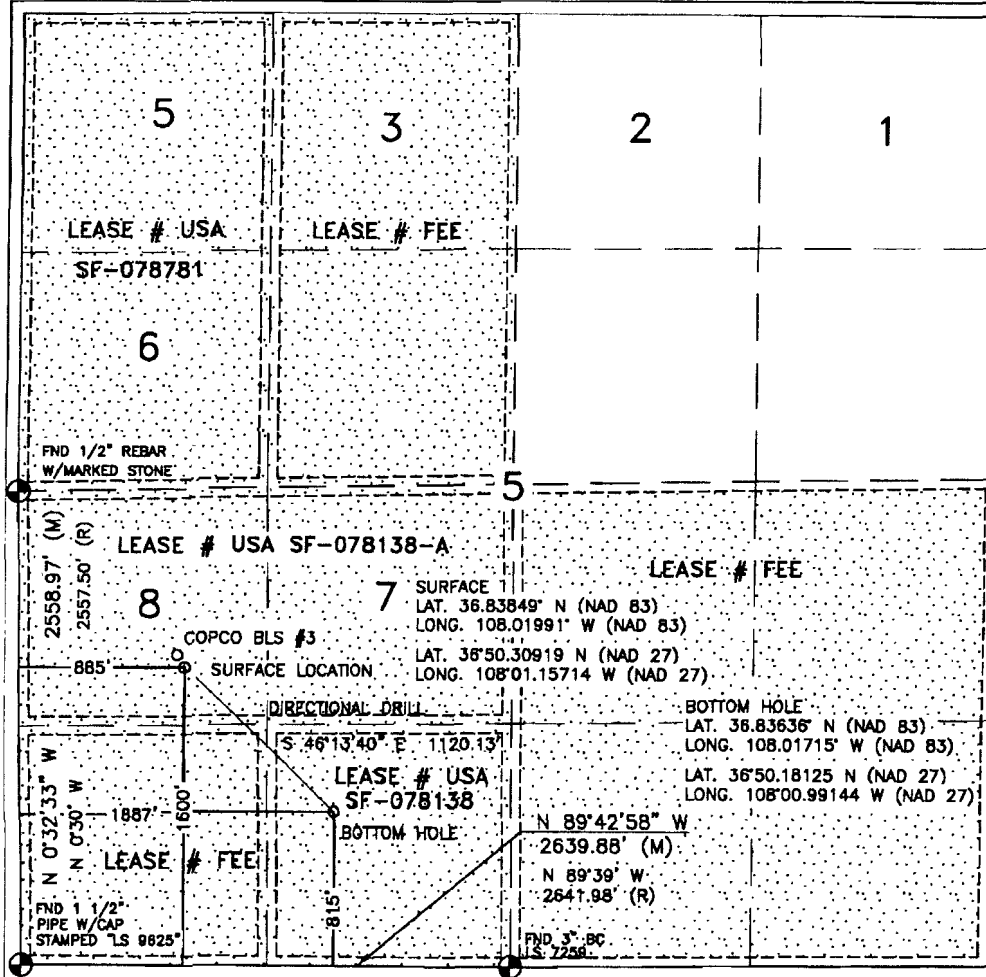 5
3
2
1
LEASE # USA
SF-078781
LEASE # FEE
6
FND 1/2" REBAR
W/MARKED STONE
5
2558.97' (M)
2557.50' (R)
LEASE # USA SF-078138-A
LEASE # FEE
8
7
SURFACE
LAT. 36.83849° N (NAD 83)
LONG. 108.01991° W (NAD 83)
LAT. 36°50.30919 N (NAD 27)
LONG. 108°01.15714 W (NAD 27)
COPCO BLS #3
885'
SURFACE LOCATION
DIRECTIONAL DRILL
S 46°13'40" E 1120.13'
BOTTOM HOLE
LAT. 36.83636° N (NAD 83)
LONG. 108.01715° W (NAD 83)
LAT. 36°50.18125 N (NAD 27)
LONG. 108°00.99144 W (NAD 27)
N 0°32'33" W
N 0°30' W
LEASE # USA
SF-078138
1887'
1600'
BOTTOM HOLE
LEASE # FEE
815'
N 89°42'58" W
2639.88' (M)
N 89°39' W
2641.98' (R)
FND 1 1/2"
PIPE W/CAP
STAMPED "LS 9625"
FND 3" BC
LS 7259